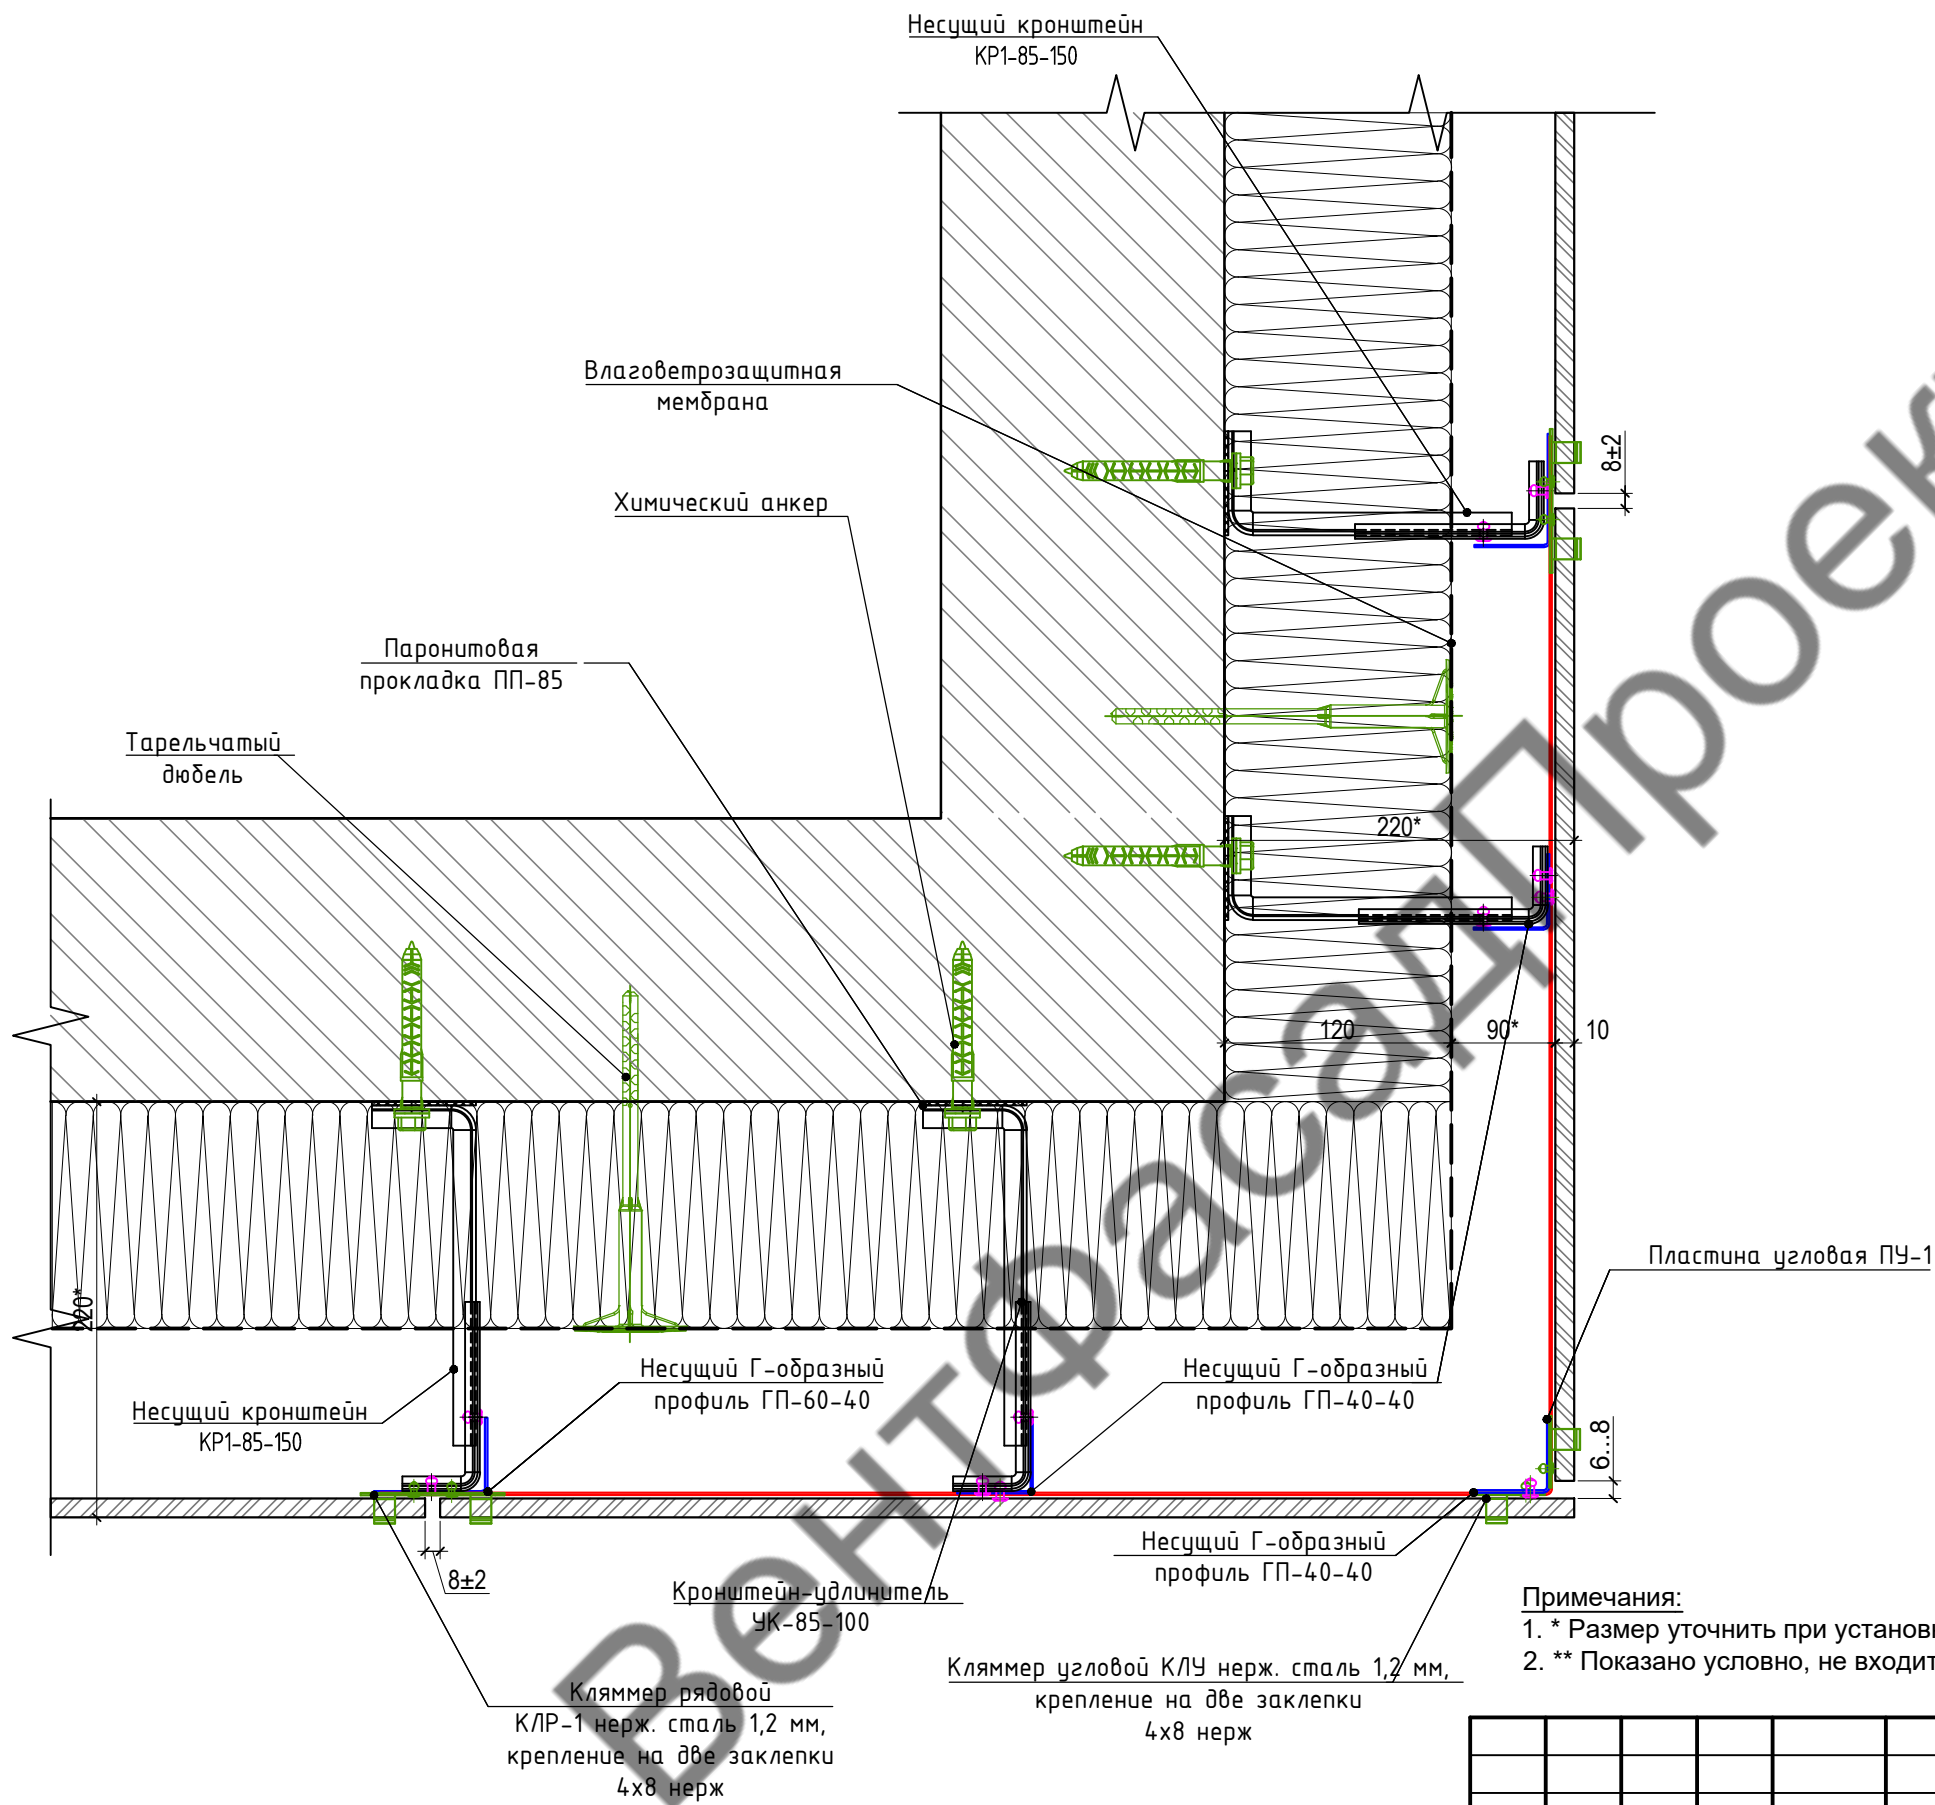 Несущий кронштейн
КР1-85-150
Влаговетрозащитная
мембрана
8±2
Химический анкер
Паронитовая
прокладка ПП-85
Тарельчатый
дюбель
220*
120
90*
10
Пластина угловая ПУ-1
220*
Несущий Г-образный
профиль ГП-60-40
Несущий Г-образный
профиль ГП-40-40
Несущий кронштейн
КР1-85-150
6...8
8±2
Несущий Г-образный
профиль ГП-40-40
Кронштейн-удлинитель
УК-85-100
Примечания:
1. * Размер уточнить при
2. ** Показано условно, не входит
Кляммер угловой КЛУ нерж. сталь 1,2 мм,
крепление на две заклепки
4х8 нерж
Кляммер рядовой
КЛР-1 нерж. сталь 1,2 мм,
крепление на две заклепки
4х8 нерж